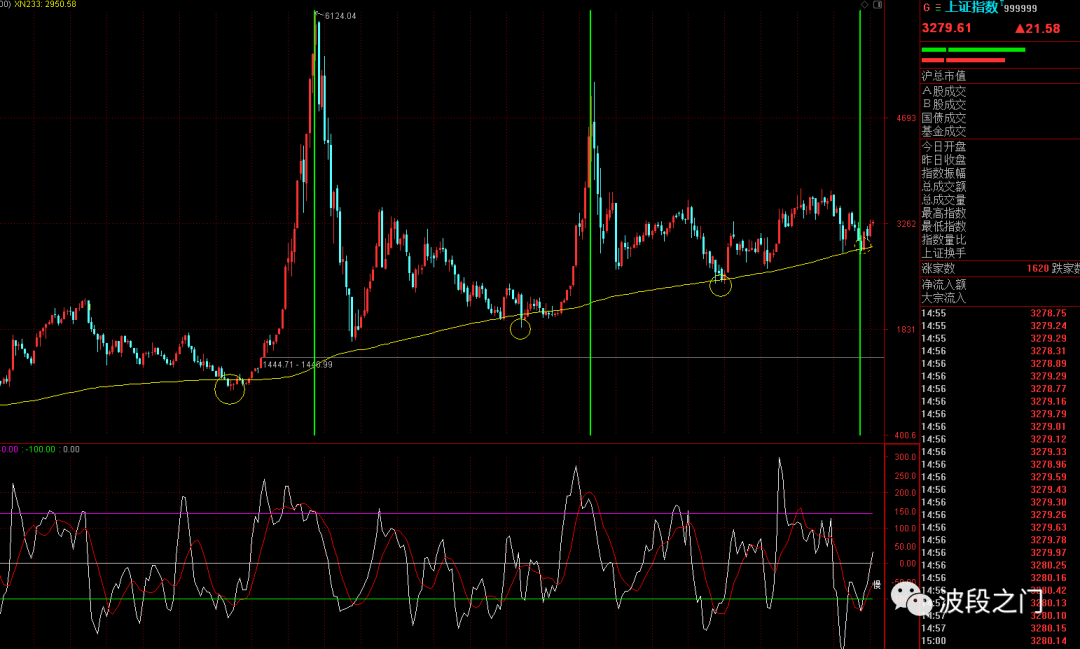 00) XN233: 2950.58
6124.04
1444.71 - 1448.99
4693
3262
1831
400.6
0.00 : -100.00 : 0.00
300.0
250.0
200.0
150.0
100.0
50.00
0.00
G 三 上证指数 999999
3279.61 ▲21.58
沪总市值
A股成交
B股成交
国债成交
基金成交
今日开盘
昨日收盘
指数振幅
总成交额
总成交量
最高指数
最低指数
指数量比
上证换手
涨家数 1620 跌家数
净流入额
大宗流入
14:55 3278.75
14:55 3279.24
14:55 3279.29
14:56 3278.31
14:56 3278.89
14:56 3279.29
14:56 3278.77
14:56 3279.16
14:56 3279.79
14:56 3279.01
14:56 3279.12
14:56 3279.33
14:56 3278.96
14:56 3279.59
14:56 3279.43
14:56 3279.30
14:56 3279.26
14:56 3279.63
14:56 3279.78
14:56 3279.97
14:56 3280.25
14:56 3280.16
14:56 3280.42
3280.13
14:57 3280.10
14:57 3280.15
15:00 3280.14
波段之门